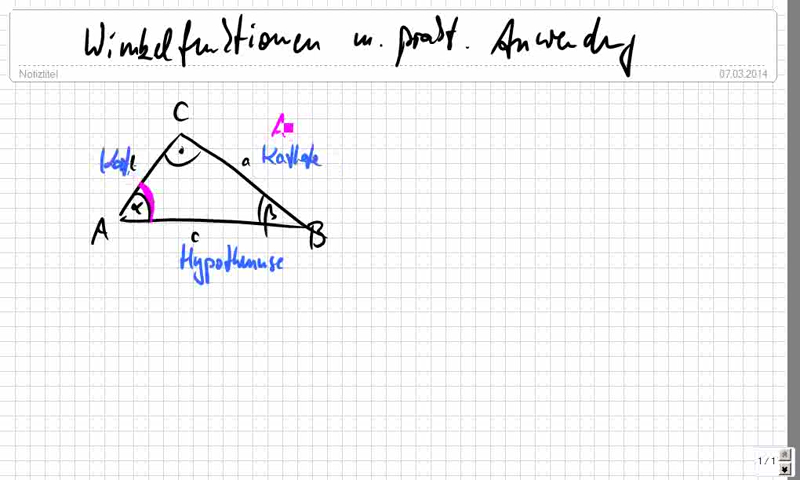 Winkelfunktionen u. prakt. Anwendung
Notiztitel
07.03.2014
C
A
Kathete
a
α
β
A
B
c
Hypothenuse
1/1